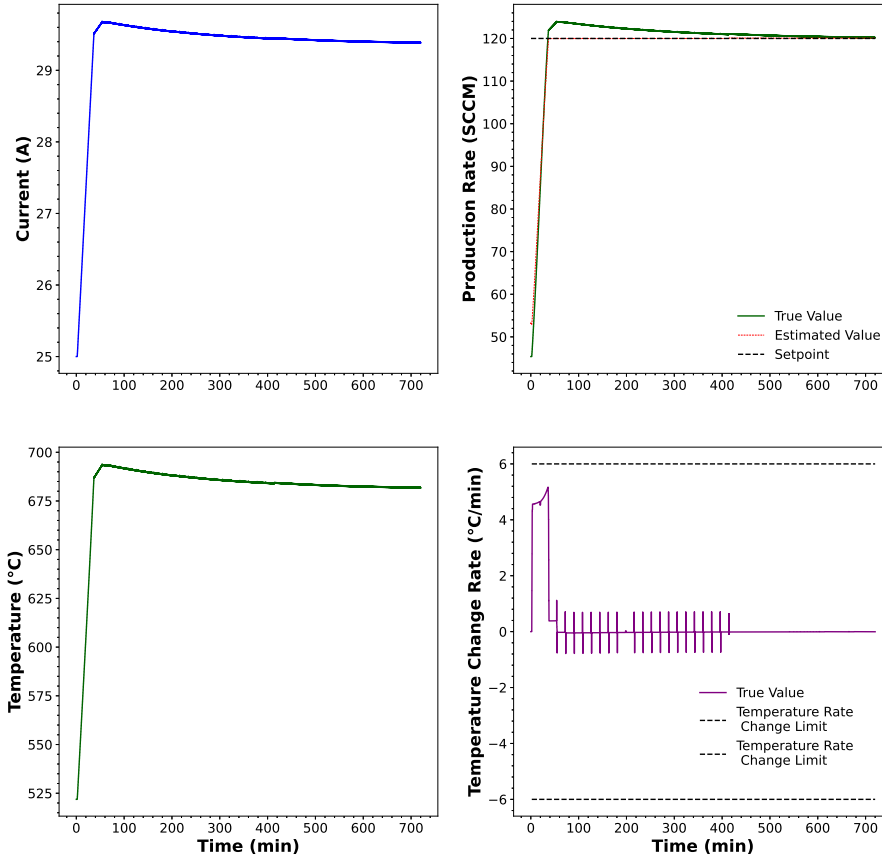 Current (A)
29
28
27
26
25
0 100 200 300 400 500 600 700
Production Rate (SCCM)
120
110
100
90
80
70
60
50
True Value
Estimated Value
Setpoint
0 100 200 300 400 500 600 700
Temperature (°C)
700
675
650
625
600
575
550
525
0 100 200 300 400 500 600 700
Time (min)
Temperature Change Rate (°C/min)
6
4
2
0
−2
−4
−6
True Value
Temperature Rate
Change Limit
Temperature Rate
Change Limit
0 100 200 300 400 500 600 700
Time (min)